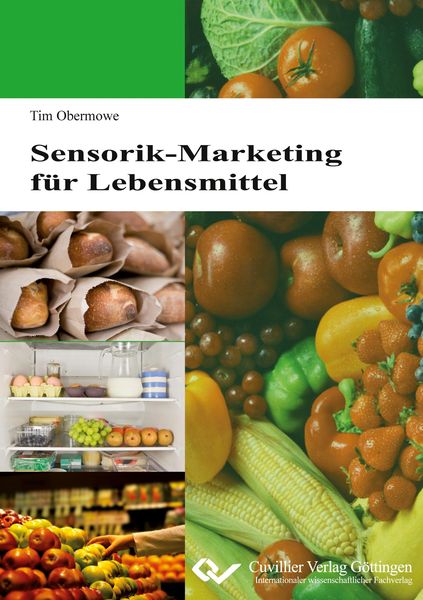 Tim Obermowe
Sensorik-Marketing
für Lebensmittel
Cuvillier Verlag Göttingen
Internationaler wissenschaftlicher Fachverlag